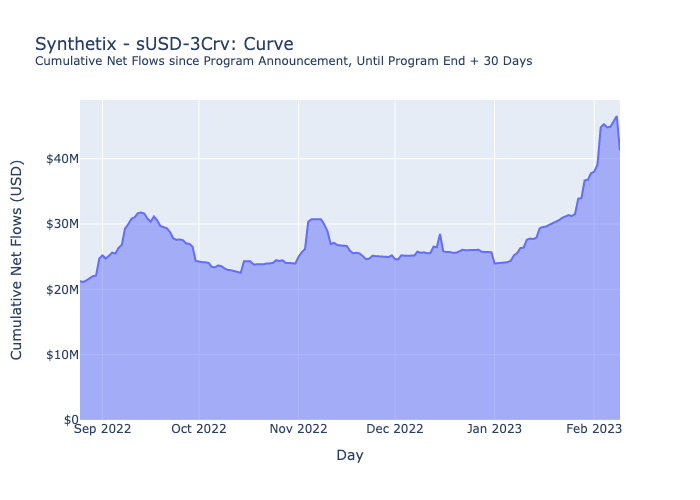 Synthetix - sUSD-3Crv: Curve
Cumulative Net Flows since Program Announcement, Until Program End + 30 Days
Cumulative Net Flows (USD)
$40M
$30M
$20M
$10M
$0
Sep 2022 Oct 2022 Nov 2022 Dec 2022 Jan 2023 Feb 2023
Day